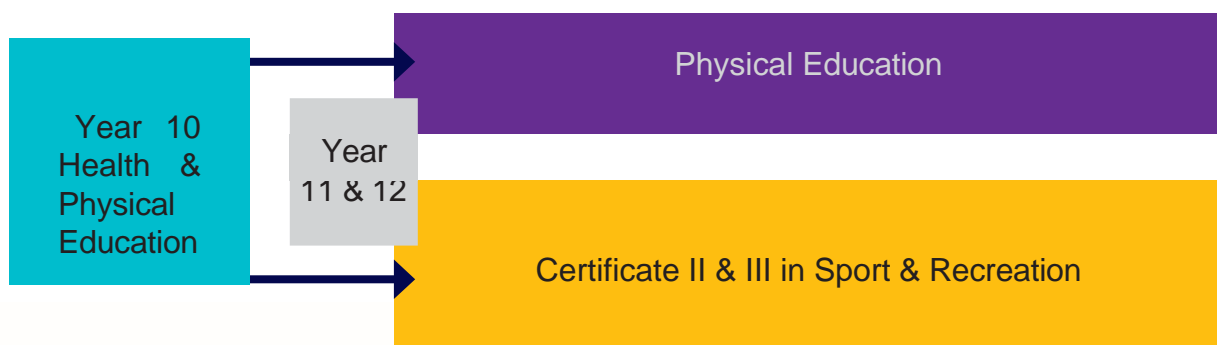 Physical Education
Year 10
Health &
Physical
Education
Year
11 & 12
Certificate II & III in Sport & Recreation